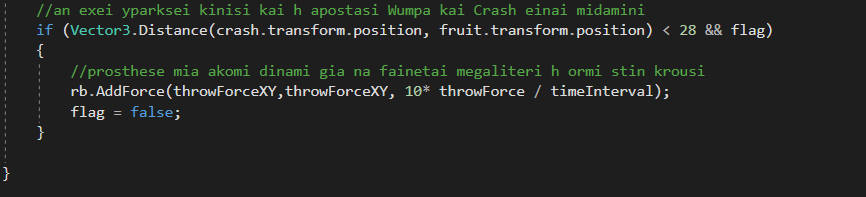 //an exei yparksei kinisi kai h apostasi Wumpa kai Crash einai midamini
if (Vector3.Distance(crash.transform.position, fruit.transform.position) < 28 && flag)
{
//prosthese mia akomi dinami gia na fainetai megaliteri h ormi stin krousi
rb.AddForce(throwForceXY,throwForceXY, 10* throwForce / timeInterval);
flag = false;
}
}